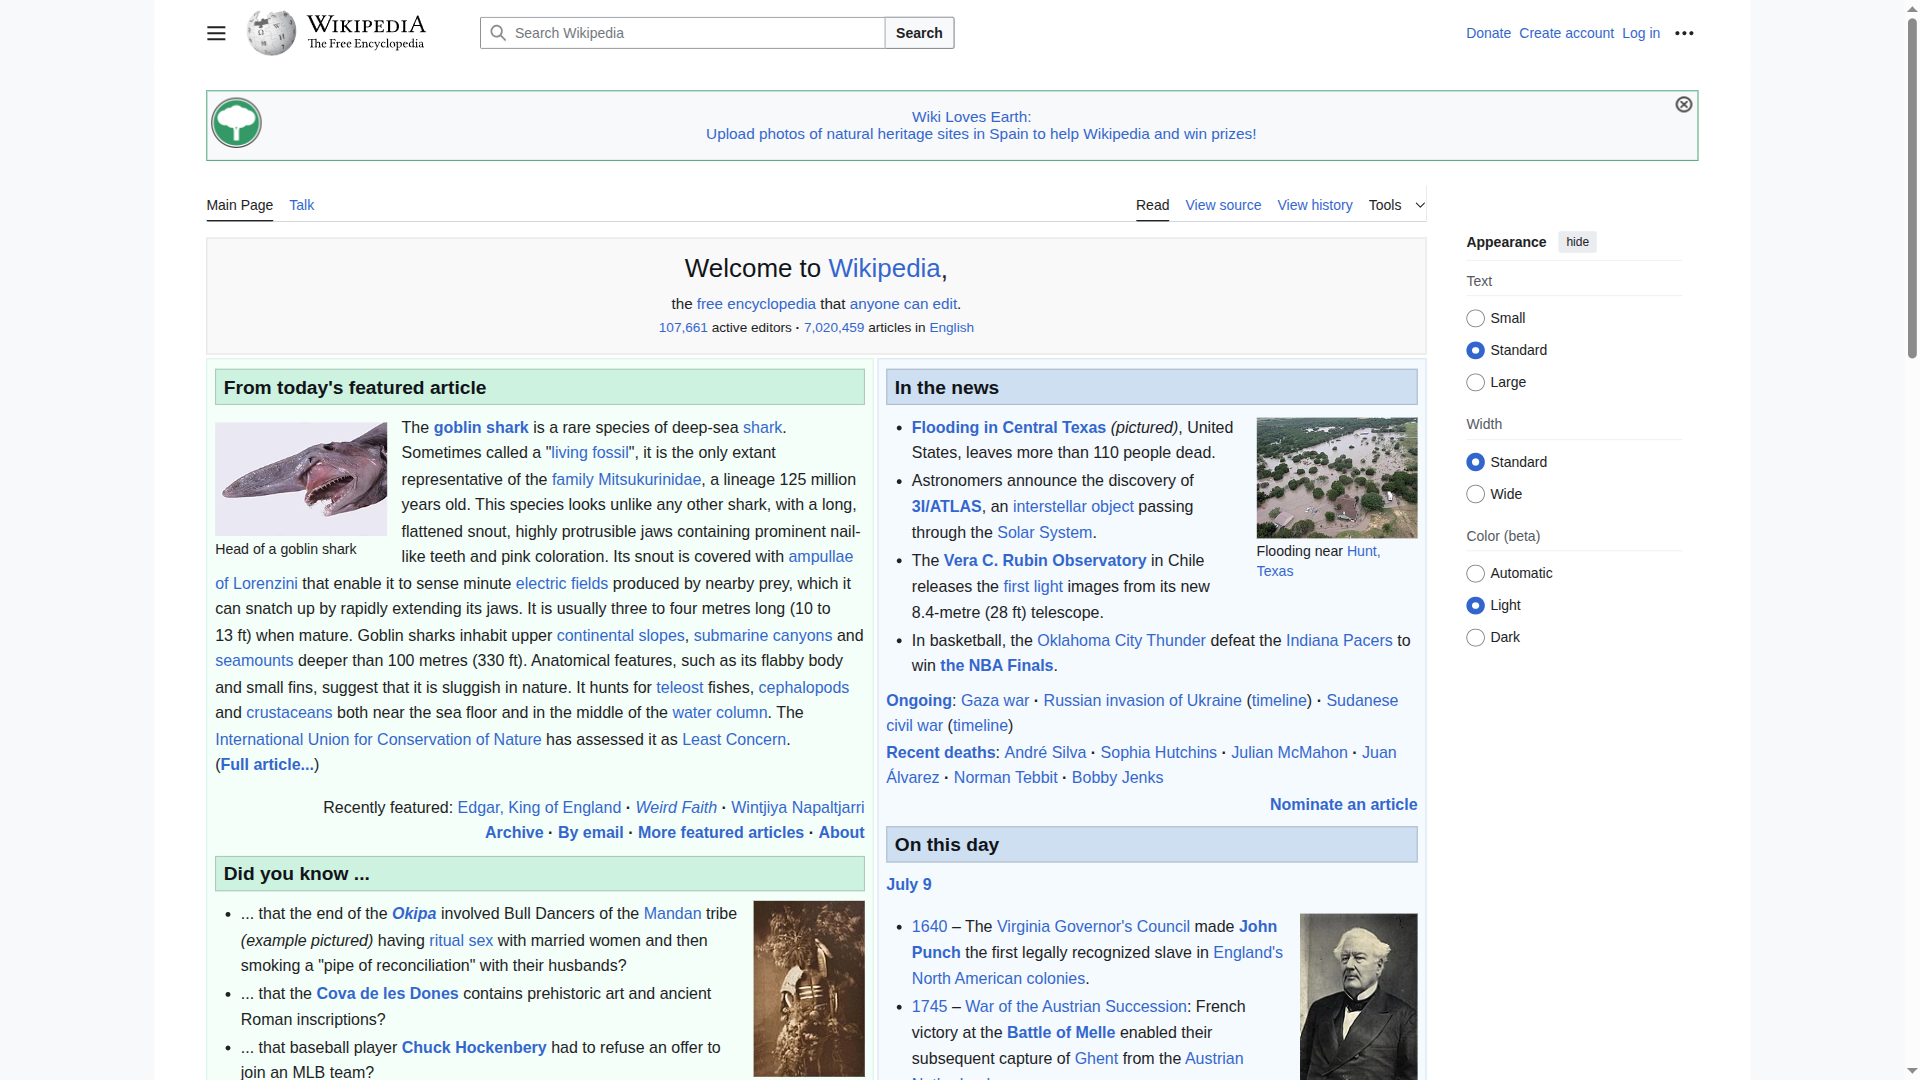 WIKIPEDIA
The Free Encyclopedia
Search Wikipedia
Search
Donate Create account Log in
Wiki Loves Earth:
Upload photos of natural heritage sites in Spain to help Wikipedia and win prizes!
Main Page Talk
Read View source View history Tools
Welcome to Wikipedia,
the free encyclopedia that anyone can edit.
107,661 active editors · 7,020,459 articles in English
From today's featured article
Head of a goblin shark
The goblin shark is a rare species of deep-sea shark.
Sometimes called a "living fossil", it is the only extant
representative of the family Mitsukurinidae, a lineage 125 million
years old. This species looks unlike any other shark, with a long,
flattened snout, highly protrusible jaws containing prominent nail-
like teeth and pink coloration. Its snout is covered with ampullae
of Lorenzini that enable it to sense minute electric fields produced by nearby prey, which it
can snatch up by rapidly extending its jaws. It is usually three to four metres long (10 to
13 ft) when mature. Goblin sharks inhabit upper continental slopes, submarine canyons and
seamounts deeper than 100 metres (330 ft). Anatomical features, such as its flabby body
and small fins, suggest that it is sluggish in nature. It hunts for teleost fishes, cephalopods
and crustaceans both near the sea floor and in the middle of the water column. The
International Union for Conservation of Nature has assessed it as Least Concern.
(Full article...)
Recently featured: Edgar, King of England · Weird Faith · Wintjiya Napaltjarri
Archive · By email · More featured articles · About
Did you know ...
... that the end of the Okipa involved Bull Dancers of the Mandan tribe
(example pictured) having ritual sex with married women and then
smoking a "pipe of reconciliation" with their husbands?
... that the Cova de les Dones contains prehistoric art and ancient
Roman inscriptions?
... that baseball player Chuck Hockenbery had to refuse an offer to
join an MLB team?
In the news
Flooding in Central Texas (pictured), United
States, leaves more than 110 people dead.
Astronomers announce the discovery of
3I/ATLAS, an interstellar object passing
through the Solar System.
The Vera C. Rubin Observatory in Chile
releases the first light images from its new
8.4-metre (28 ft) telescope.
In basketball, the Oklahoma City Thunder defeat the Indiana Pacers to
win the NBA Finals.
Flooding near Hunt,
Texas
Ongoing: Gaza war · Russian invasion of Ukraine (timeline) · Sudanese
civil war (timeline)
Recent deaths: André Silva · Sophia Hutchins · Julian McMahon · Juan
Álvarez · Norman Tebbit · Bobby Jenks
Nominate an article
On this day
July 9
1640 – The Virginia Governor's Council made John
Punch the first legally recognized slave in England's
North American colonies.
1745 – War of the Austrian Succession: French
victory at the Battle of Melle enabled their
subsequent capture of Ghent from the Austrian
Appearance hide
Text
Small
Standard
Large
Width
Standard
Wide
Color (beta)
Automatic
Light
Dark